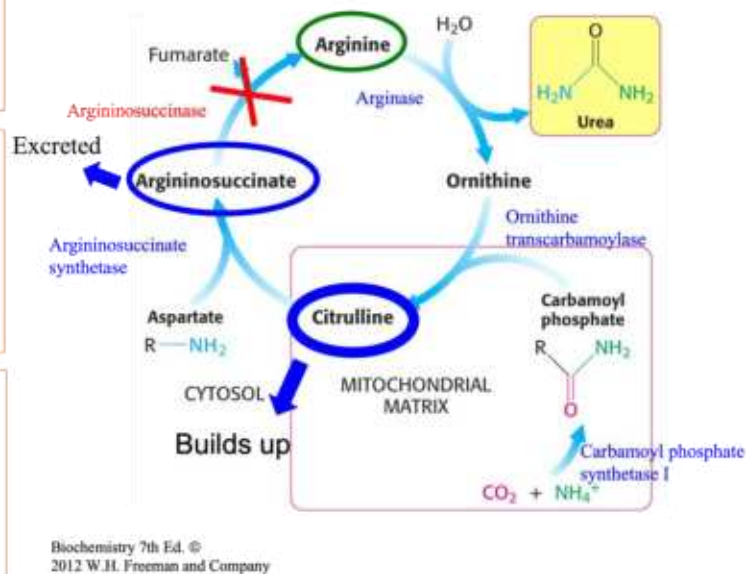 H₂O
Fumarate
Arginine
O
H₂N
NH₂
Urea
Arginase
Argininosuccinase
Excreted
Argininosuccinate
Ornithine
Ornithine
transcarbamoylase
Argininosuccinate
synthetase
Aspartate
R—NH₂
Citrulline
Carbamoyl
phosphate
R
NH₂
O
CYTOSOL
MITOCHONDRIAL
MATRIX
Builds up
Carbamoyl phosphate
synthetase I
CO₂ + NH₄⁺
Biochemistry 7th Ed. ©
2012 W.H. Freeman and Company